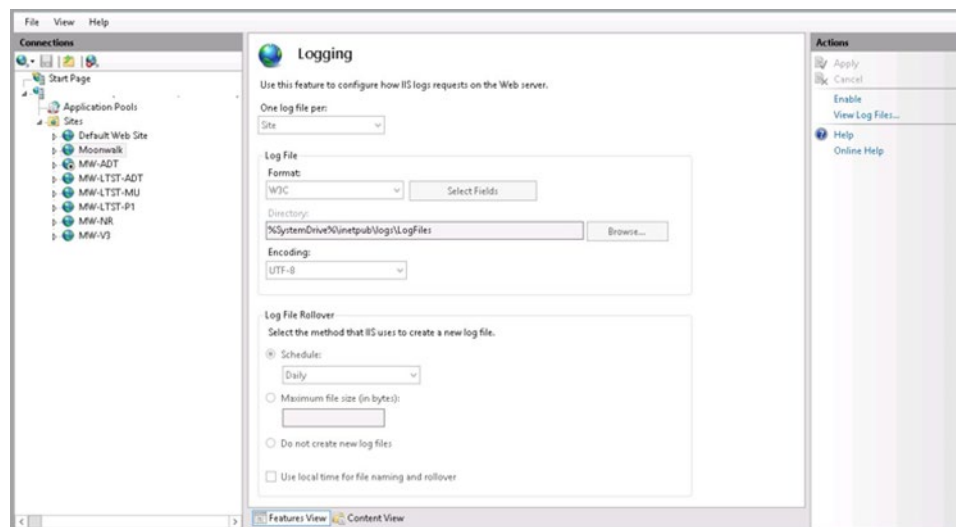 File View Help
Connections
Start Page
Application Pools
Sites
Default Web Site
Moonwalk
MW-ADT
MW-LTST-ADT
MW-LTST-MU
MW-LTST-P1
MW-NR
MW-V3
Logging
Use this feature to configure how IIS logs requests on the Web server.
One log file per:
Site
Log File
Format:
W3C
Select Fields
Directory:
%SystemDrive%\inetpub\logs\LogFiles
Browse...
Encoding:
UTF-8
Log File Rollover
Select the method that IIS uses to create a new log file.
Schedule:
Daily
Maximum file size (in bytes):
Do not create new log files
Use local time for file naming and rollover
Features View Content View
Actions
Apply
Cancel
Enable
View Log Files...
Help
Online Help